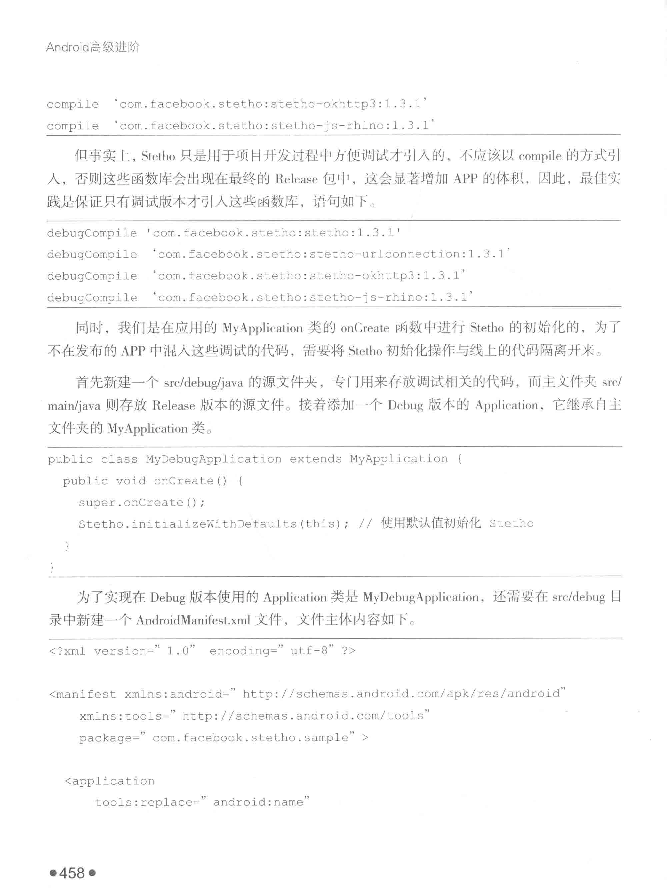 Android高级进阶
compile 'com.facebook.stetho:stetho-okhttp3:1.3.1'
compile 'com.facebook.stetho:stetho-js-rhino:1.3.1'
但事实上，Stetho 只是用于项目开发过程中方便调试才引入的，不应该以 compile 的方式引
入，否则这些函数库会出现在最终的 Release 包中，这会显著增加 APP 的体积，因此，最佳实
践是保证只有调试版本才引入这些函数库，语句如下。
debugCompile 'com.facebook.stetho:stetho:1.3.1'
debugCompile 'com.facebook.stetho:stetho-urlconnection:1.3.1'
debugCompile 'com.facebook.stetho:stetho-okhttp3:1.3.1'
debugCompile 'com.facebook.stetho:stetho-js-rhino:1.3.1'
同时，我们是在应用的 MyApplication 类的 onCreate 函数中进行 Stetho 的初始化的，为了
不在发布的 APP 中混入这些调试的代码，需要将 Stetho 初始化操作与线上的代码隔离开来。
首先新建一个 src/debug/java 的源文件夹，专门用来存放调试相关的代码，而主文件夹 src/
main/java 则存放 Release 版本的源文件。接着添加一个 Debug 版本的 Application，它继承自主
文件夹的 MyApplication 类。
public class MyDebugApplication extends MyApplication {
public void onCreate() {
super.onCreate();
Stetho.initializeWithDefaults(this); // 使用默认值初始化 Stetho
}
}
为了实现在 Debug 版本使用的 Application 类是 MyDebugApplication，还需要在 src/debug 目
录中新建一个 AndroidManifest.xml 文件，文件主体内容如下。
<?xml version=”1.0” encoding=”utf-8”?>
<manifest xmlns:android=”http://schemas.android.com/apk/res/android”
xmlns:tools=”http://schemas.android.com/tools”
package=”com.facebook.stetho.sample”>
<application
tools:replace=”android:name”
●458●